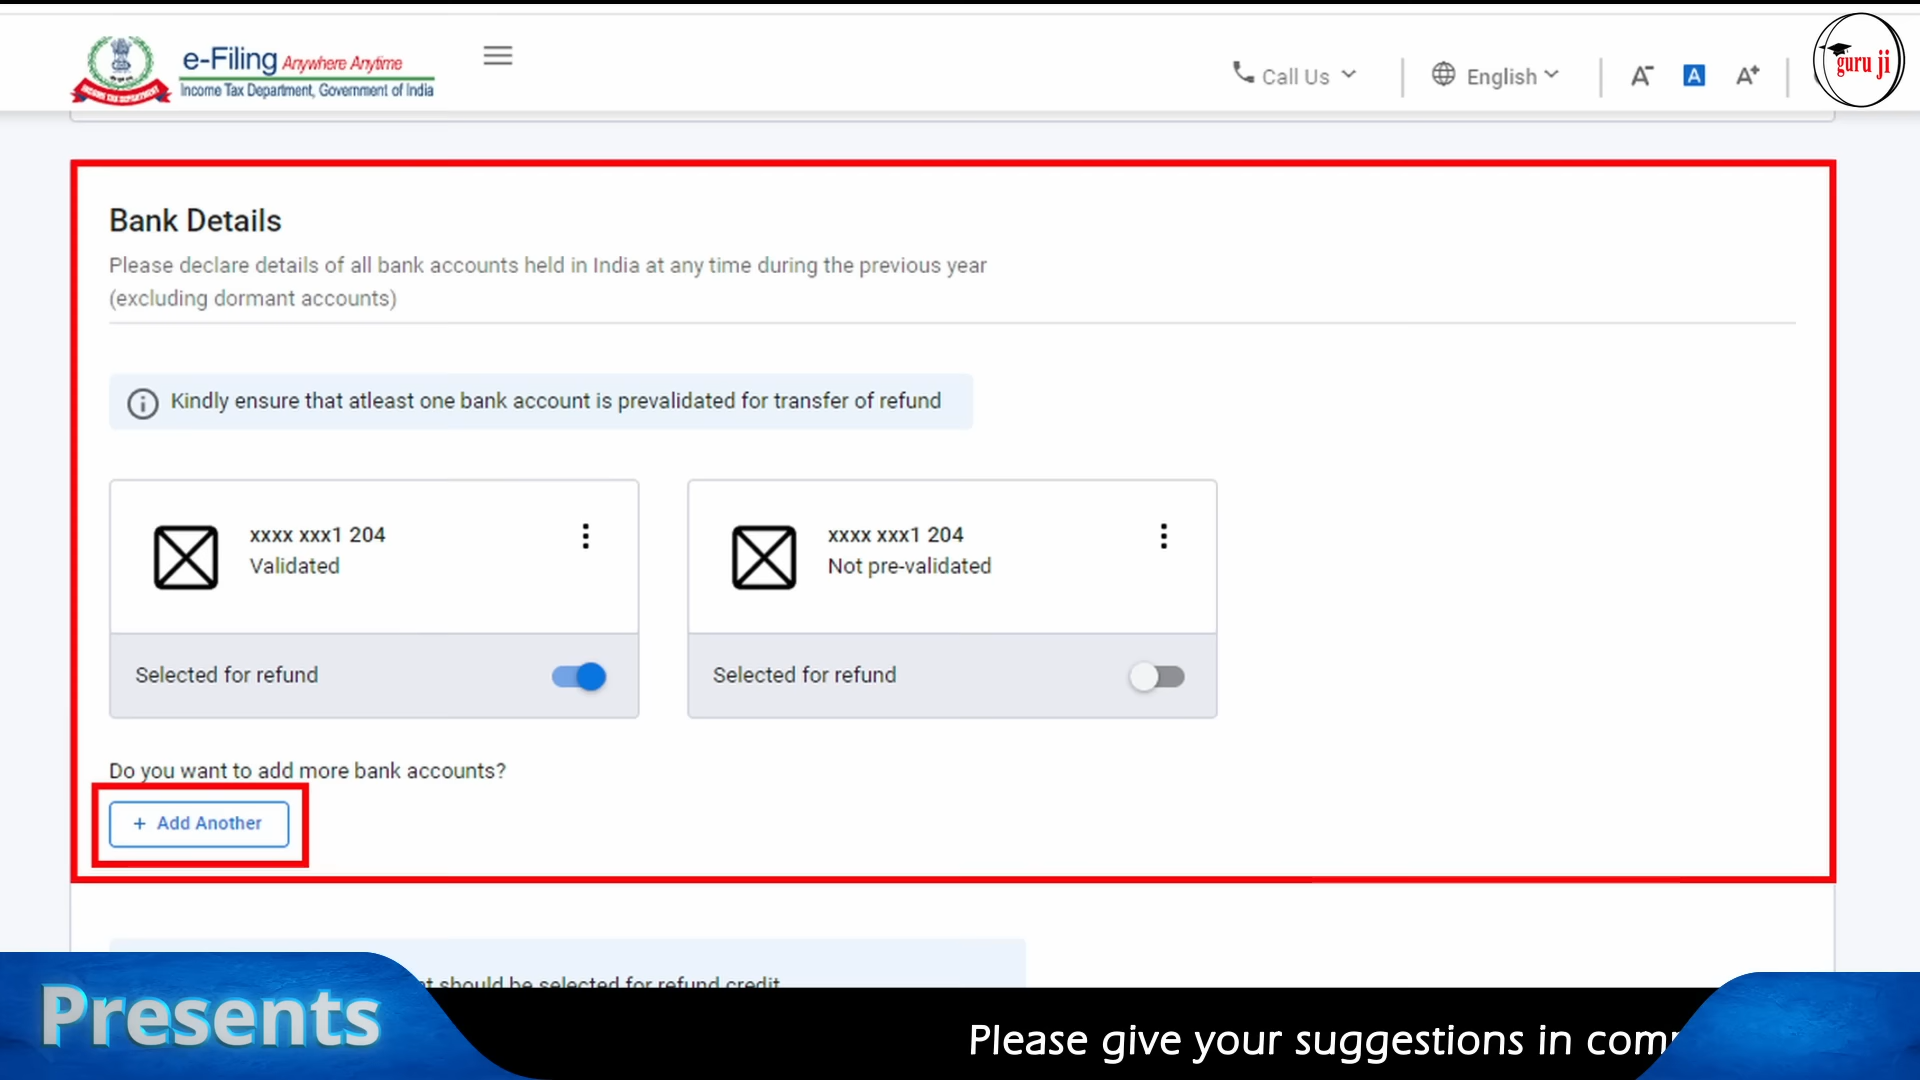 e-Filing Anywhere Anytime
Income Tax Department, Government of India
INCOME TAX DEPARTMENT
Call Us
English
A-
A
A+
guru ji
Bank Details
Please declare details of all bank accounts held in India at any time during the previous year
(excluding dormant accounts)
Kindly ensure that atleast one bank account is prevalidated for transfer of refund
xxxx xxx1 204
Validated
xxxx xxx1 204
Not pre-validated
Selected for refund
Selected for refund
Do you want to add more bank accounts?
+ Add Another
should be selected for refund credit
Presents
Please give your suggestions in com